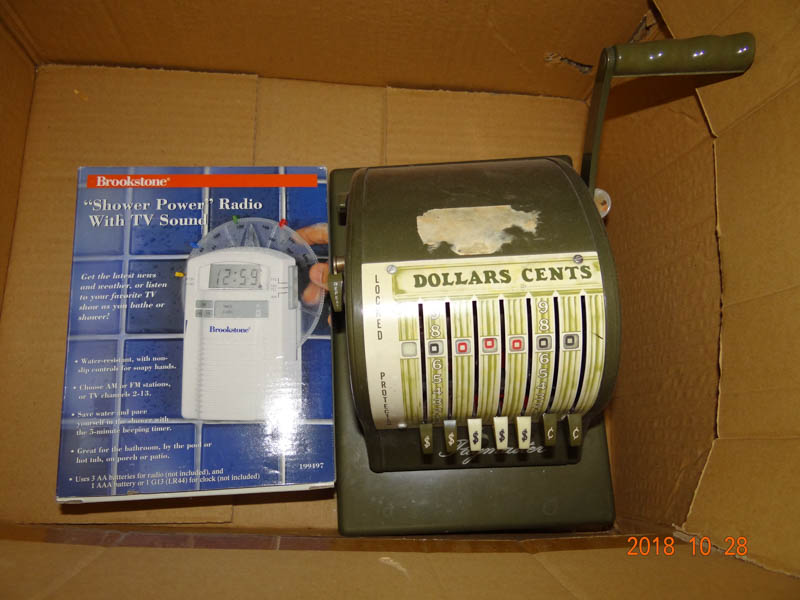 Brookstone®
"Shower Power" Radio
With TV Sound
Get the latest news
and weather, or listen
to your favorite TV
show as you bathe or
shower!
12:59
Brookstone
• Water-resistant, with non-
slip controls for soapy hands.
• Choose AM or FM stations,
or TV channels 2-13.
• Save water and pace
yourself in the shower with
the 5-minute beeping timer.
• Great for the bathroom, by the pool or
hot tub, on porch or patio.
• Uses 3 AA batteries for radio (not included), and
1 AAA battery or 1 G13 (LR44) for clock (not included)
199497
DOLLARS CENTS
LOCKED
$ $ $ $ $ ¢ ¢
2018 10 28